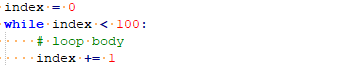 index = 0
while index < 100:
    # loop body
    index += 1